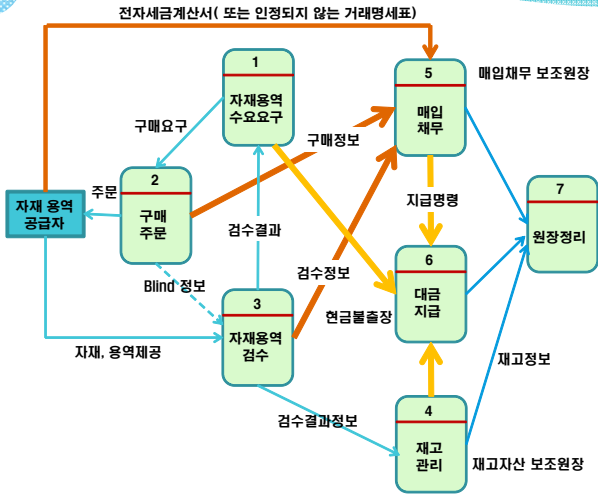 전자세금계산서( 또는 인정되지 않는 거래명세표)
1
자재용역
수요요구
5
매입
채무
매입채무 보조원장
구매요구
구매정보
2
구매
주문
주문
자재 용역
공급자
지급명령
7
원장정리
검수결과
6
대금
지급
Blind 정보
검수정보
3
자재용역
검수
현금불출장
자재, 용역제공
재고정보
4
재고
관리
검수결과정보
재고자산 보조원장